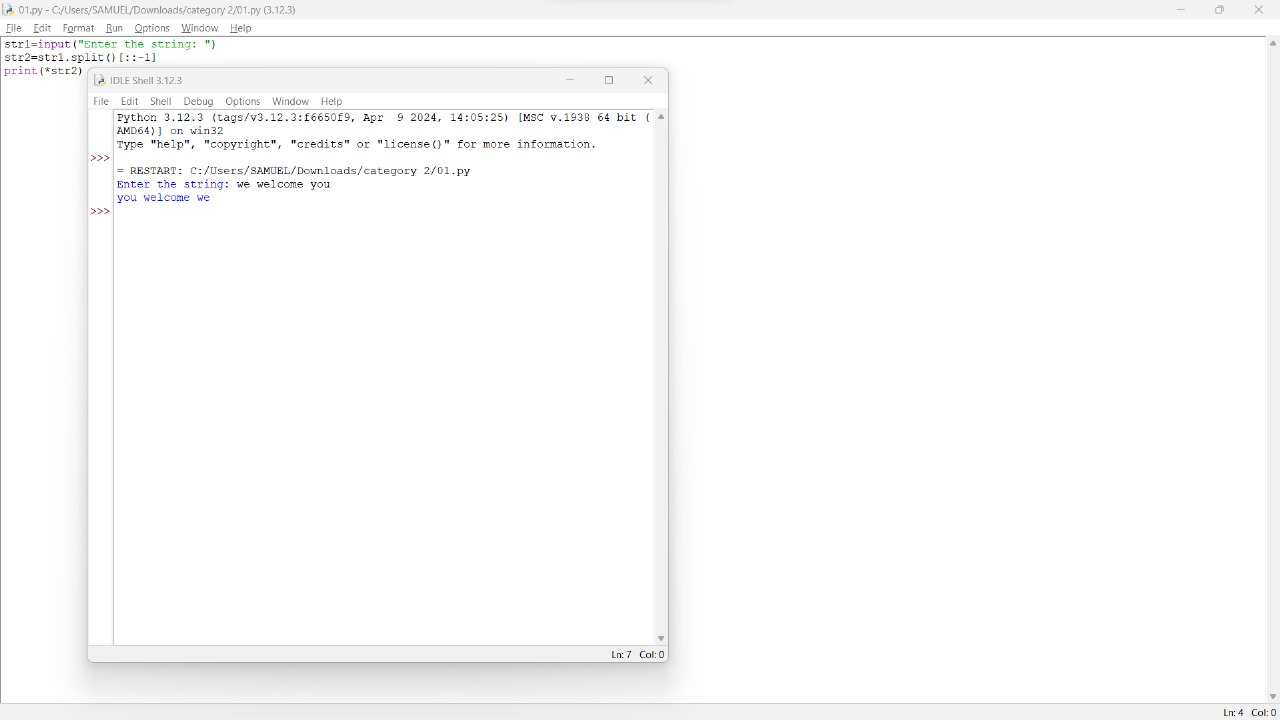 01.py - C:/Users/SAMUEL/Downloads/category 2/01.py (3.12.3)
File Edit Format Run Options Window Help
str1=input("Enter the string: ")
str2=str1.split()[::-1]
print(*str2)
IDLE Shell 3.12.3
File Edit Shell Debug Options Window Help
Python 3.12.3 (tags/v3.12.3:f6650f9, Apr  9 2024, 14:05:25) [MSC v.1938 64 bit (
AMD64)] on win32
Type "help", "copyright", "credits" or "license()" for more information.
>>>
= RESTART: C:/Users/SAMUEL/Downloads/category 2/01.py
Enter the string: we welcome you
you welcome we
>>>
Ln: 7 Col: 0
Ln: 4 Col: 0